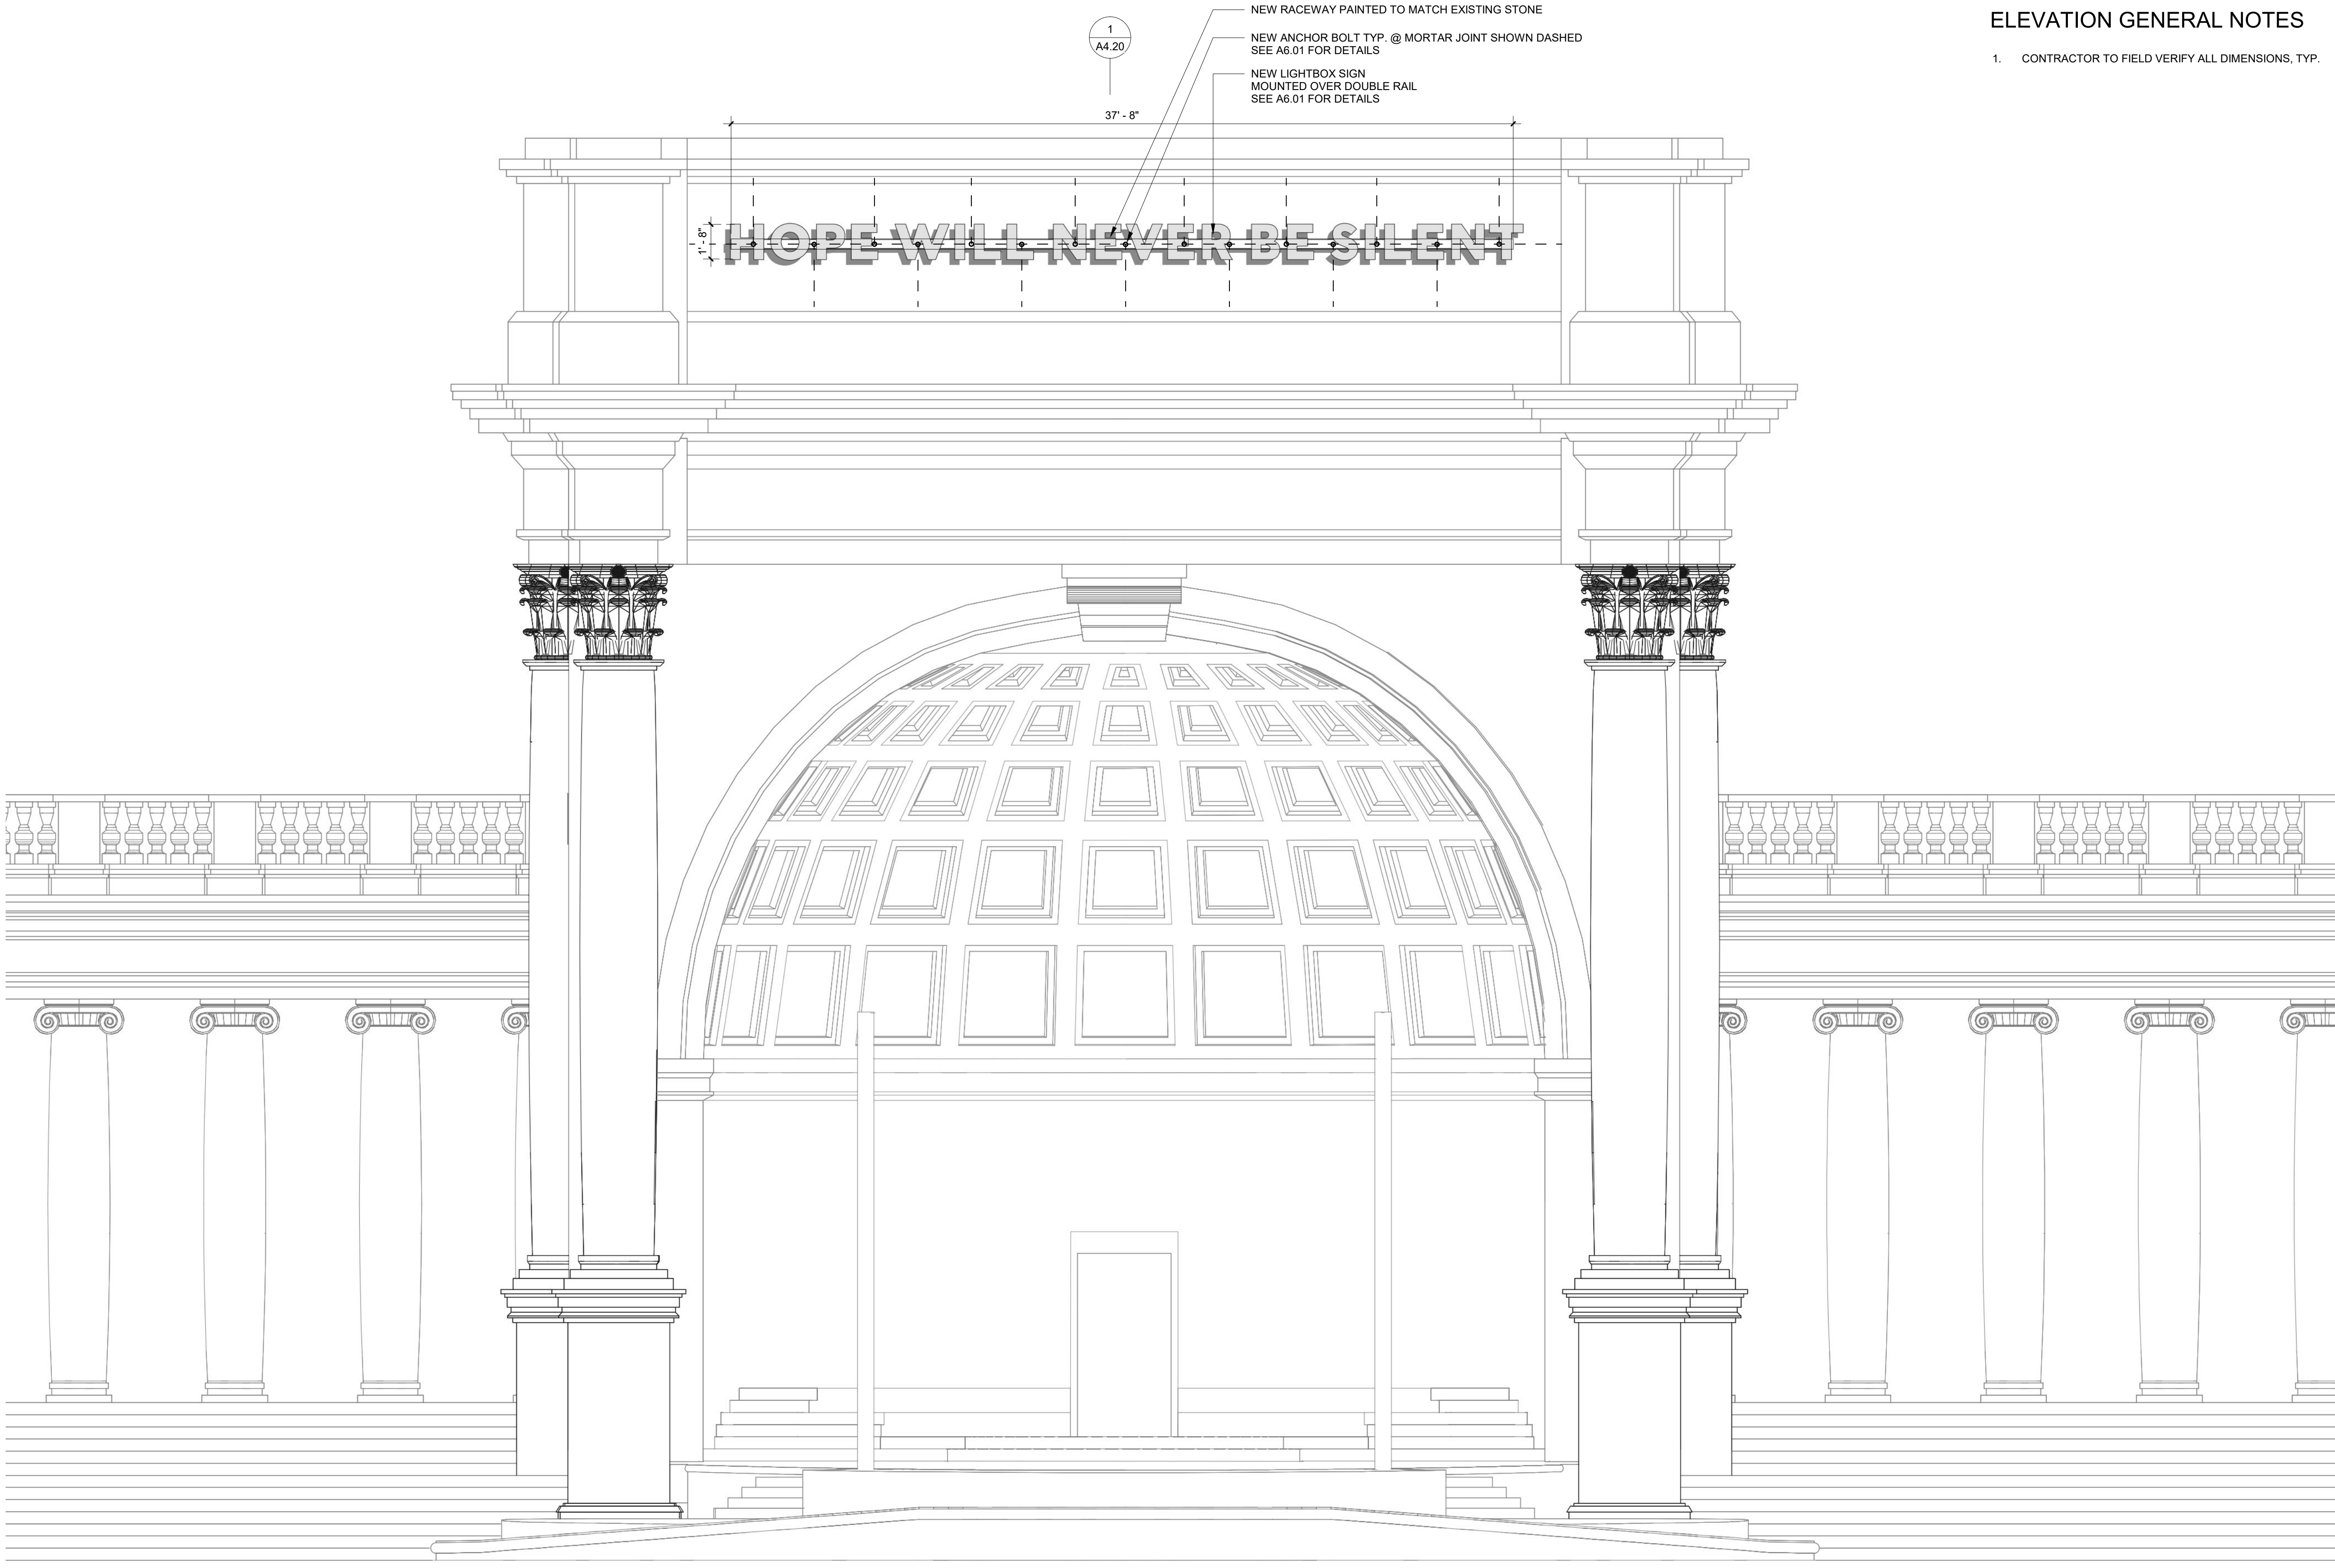 NEW RACEWAY PAINTED TO MATCH EXISTING STONE
NEW ANCHOR BOLT TYP. @ MORTAR JOINT SHOWN DASHED
SEE A6.01 FOR DETAILS
NEW LIGHTBOX SIGN
MOUNTED OVER DOUBLE RAIL
SEE A6.01 FOR DETAILS
1
A4.20
37' - 8"
1' - 8"
HOPE WILL NEVER BE SILENT
ELEVATION GENERAL NOTES
1. CONTRACTOR TO FIELD VERIFY ALL DIMENSIONS, TYP.